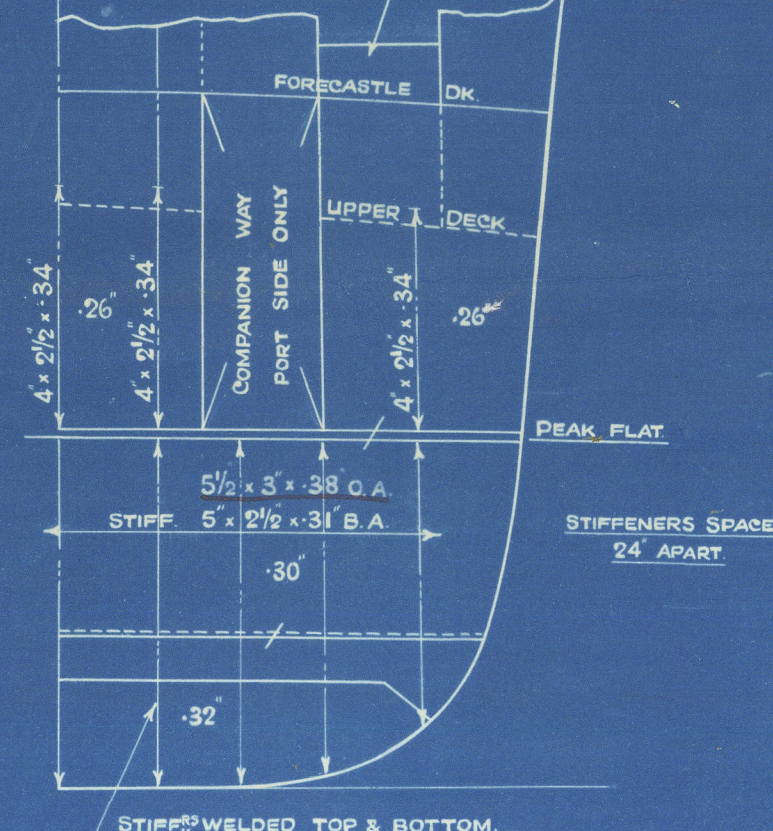 FORECASTLE DK.
UPPER DECK
COMPANION WAY
PORT SIDE ONLY
4" x 2½" x ·34"
·26"
4" x 2½" x ·34"
4" x 2½" x ·34"
·26"
PEAK FLAT.
5½" x 3" x ·38" O.A.
STIFF. 5" x 2½" x ·31" B.A.
STIFFENERS SPACE
24" APART.
·30"
·32"
STIFFRS WELDED TOP & BOTTOM.